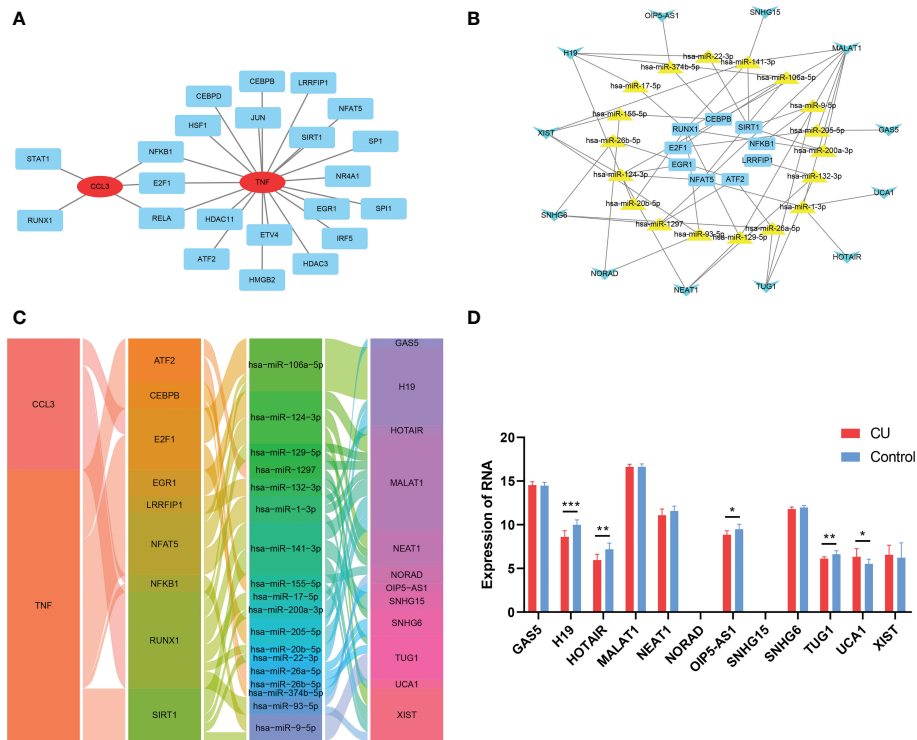 A
CEBPB
LRRFIP1
CEBPD
NFAT5
JUN
HSF1
SIRT1
SP1
STAT1
NFKB1
NR4A1
CCL3
E2F1
TNF
EGR1
SPI1
RUNX1
RELA
HDAC11
ETV4
IRF5
ATF2
HDAC3
HMGB2
B
OIP5-AS1
SNHG15
H19
MALAT1
hsa-miR-22-3p
hsa-miR-141-3p
hsa-miR-374b-5p
hsa-miR-106a-5p
hsa-miR-17-5p
hsa-miR-9-5p
hsa-miR-155-5p
CEBPB
RUNX1
SIRT1
hsa-miR-205-5p
GAS5
XIST
hsa-miR-26b-5p
E2F1
NFKB1
hsa-miR-200a-3p
EGR1
LRRFIP1
hsa-miR-124-3p
NFAT5
ATF2
hsa-miR-132-3p
UCA1
hsa-miR-20b-5p
hsa-miR-1-3p
SNHG6
hsa-miR-1297
hsa-miR-26a-5p
hsa-miR-93-5p
hsa-miR-129-5p
HOTAIR
NORAD
NEAT1
TUG1
C
CCL3
TNF
ATF2
CEBPB
E2F1
EGR1
LRRFIP1
NFAT5
NFKB1
RUNX1
SIRT1
hsa-miR-106a-5p
hsa-miR-124-3p
hsa-miR-129-5p
hsa-miR-1297
hsa-miR-132-3p
hsa-miR-1-3p
hsa-miR-141-3p
hsa-miR-155-5p
hsa-miR-17-5p
hsa-miR-200a-3p
hsa-miR-205-5p
hsa-miR-20b-5p
hsa-miR-22-3p
hsa-miR-26a-5p
hsa-miR-26b-5p
hsa-miR-374b-5p
hsa-miR-93-5p
hsa-miR-9-5p
GAS5
H19
HOTAIR
MALAT1
NEAT1
NORAD
OIP5-AS1
SNHG15
SNHG6
TUG1
UCA1
XIST
D
CU
Control
Expression of RNA
20
15
10
5
0
***
**
*
**
*
GAS5
H19
HOTAIR
MALAT1
NEAT1
NORAD
OIP5-AS1
SNHG15
SNHG6
TUG1
UCA1
XIST